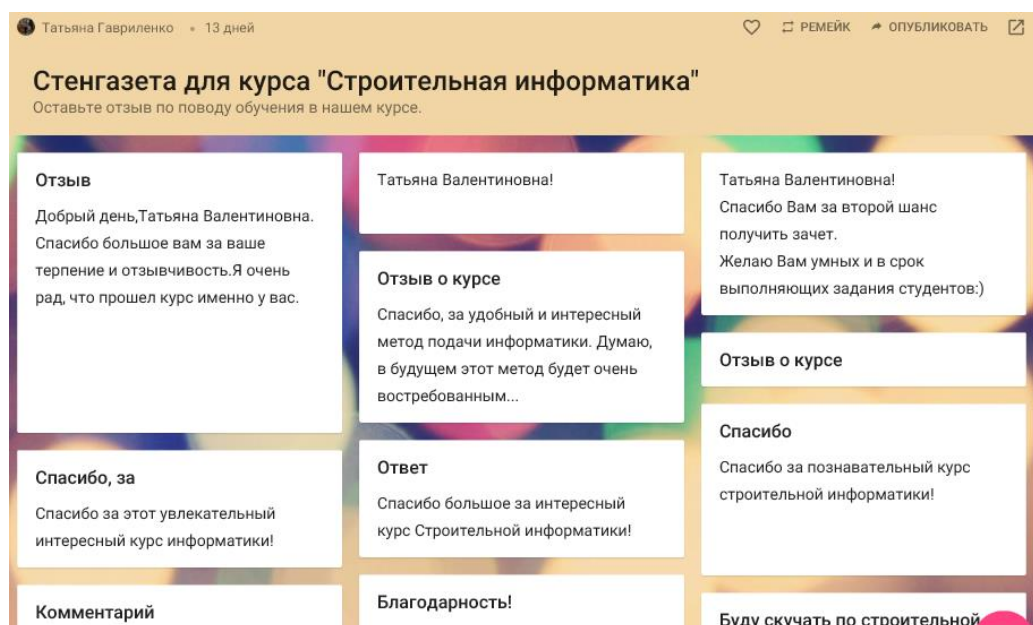 Татьяна Гавриленко • 13 дней
РЕМЕЙК
ОПУБЛИКОВАТЬ
Стенгазета для курса "Строительная информатика"
Оставьте отзыв по поводу обучения в нашем курсе.
Отзыв
Добрый день,Татьяна Валентиновна.
Спасибо большое вам за ваше
терпение и отзывчивость.Я очень
рад, что прошел курс именно у вас.
Спасибо, за
Спасибо за этот увлекательный
интересный курс информатики!
Комментарий
Татьяна Валентиновна!
Отзыв о курсе
Спасибо, за удобный и интересный
метод подачи информатики. Думаю,
в будущем этот метод будет очень
востребованным...
Ответ
Спасибо большое за интересный
курс Строительной информатики!
Благодарность!
Татьяна Валентиновна!
Спасибо Вам за второй шанс
получить зачет.
Желаю Вам умных и в срок
выполняющих задания студентов:)
Отзыв о курсе
Спасибо
Спасибо за познавательный курс
строительной информатики!
Буду скучать по строительной